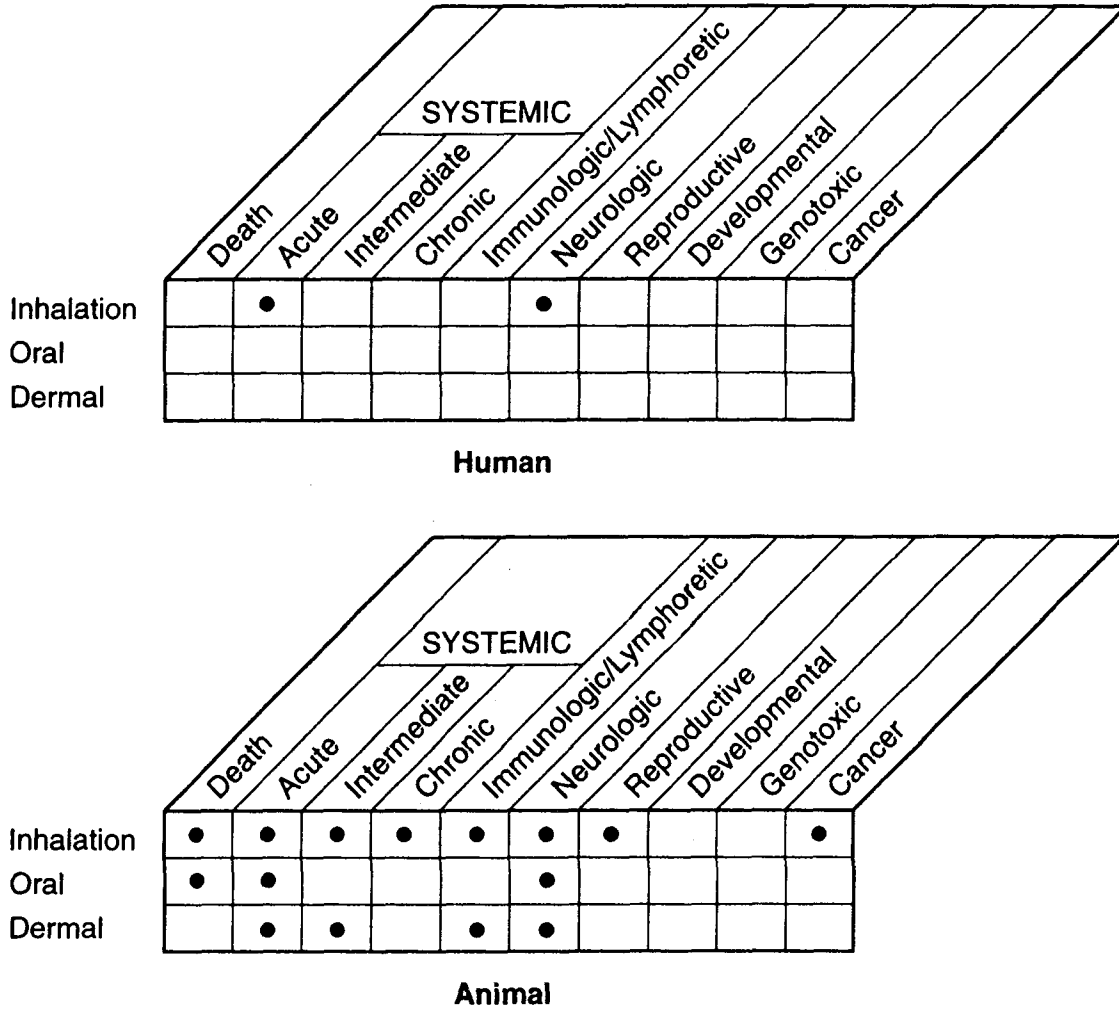 SYSTEMIC
Death
Acute
Intermediate
Chronic
Immunologic/Lymphoretic
Neurologic
Reproductive
Developmental
Genotoxic
Cancer
Inhalation
Oral
Dermal
Human
SYSTEMIC
Death
Acute
Intermediate
Chronic
Immunologic/Lymphoretic
Neurologic
Reproductive
Developmental
Genotoxic
Cancer
Inhalation
Oral
Dermal
Animal